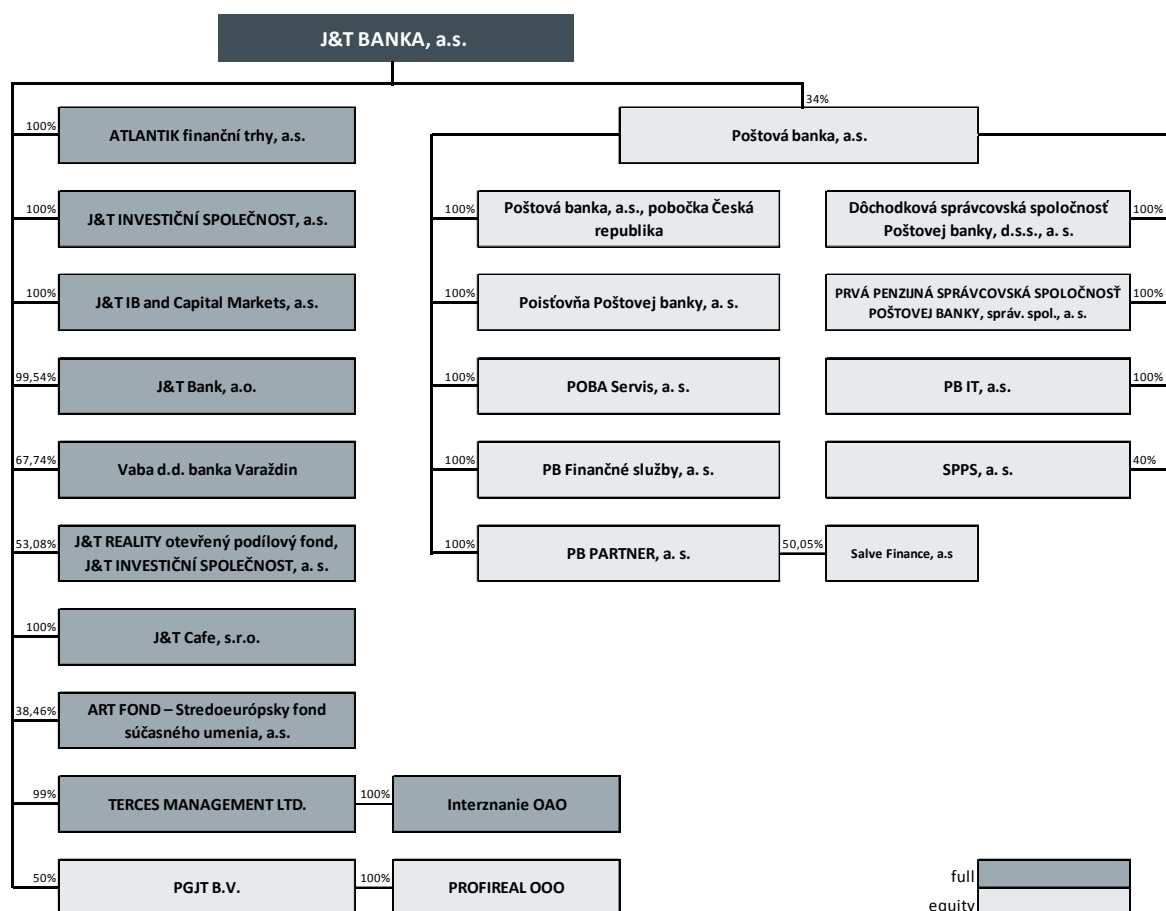 J&T BANKA, a.s.
34%
100%
ATLANTIK finanční trhy, a.s.
Poštová banka, a.s.
100%
J&T INVESTIČNÍ SPOLEČNOST, a.s.
100%
Poštová banka, a.s., pobočka Česká
republika
Dôchodková správcovská spoločnosť
Poštovej banky, d.s.s., a. s.
100%
100%
J&T IB and Capital Markets, a.s.
100%
Poisťovňa Poštovej banky, a. s.
PRVÁ PENZIJNÁ SPRÁVCOVSKÁ SPOLOČNOSŤ
POŠTOVEJ BANKY, správ. spol., a. s.
100%
99,54%
J&T Bank, a.o.
100%
POBA Servis, a. s.
PB IT, a.s.
100%
67,74%
Vaba d.d. banka Varaždin
100%
PB Finančné služby, a. s.
SPPS, a. s.
40%
53,08%
J&T REALITY otevřený podílový fond,
J&T INVESTIČNÍ SPOLEČNOST, a. s.
100%
PB PARTNER, a. s.
50,05%
Salve Finance, a.s
100%
J&T Cafe, s.r.o.
38,46%
ART FOND – Stredoeurópsky fond
súčasného umenia, a.s.
99%
TERCES MANAGEMENT LTD.
100%
Interznanie OAO
50%
PGJT B.V.
100%
PROFIREAL OOO
full
equity